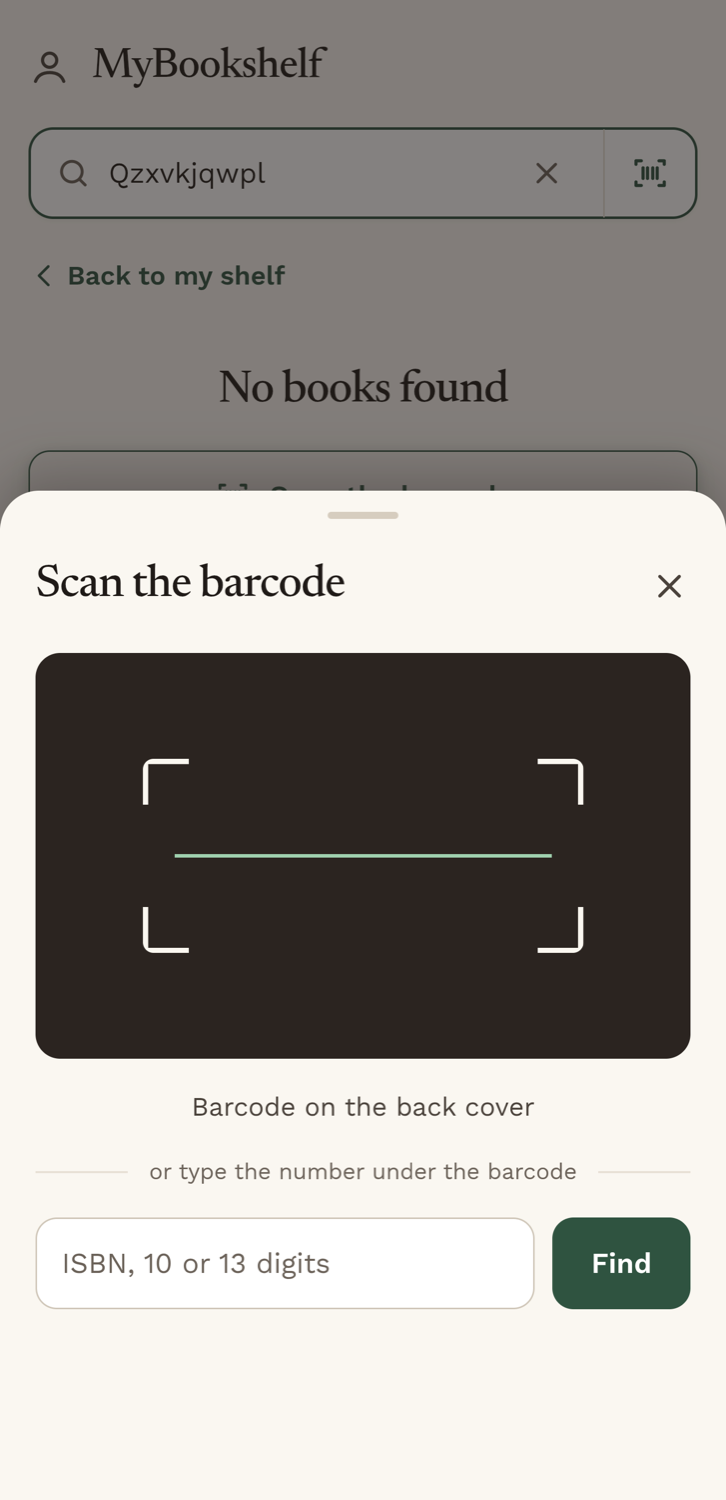 MyBookshelf
Qzxvkjqwpl
Back to my shelf
No books found
Scan the barcode
Barcode on the back cover
or type the number under the barcode
ISBN, 10 or 13 digits
Find